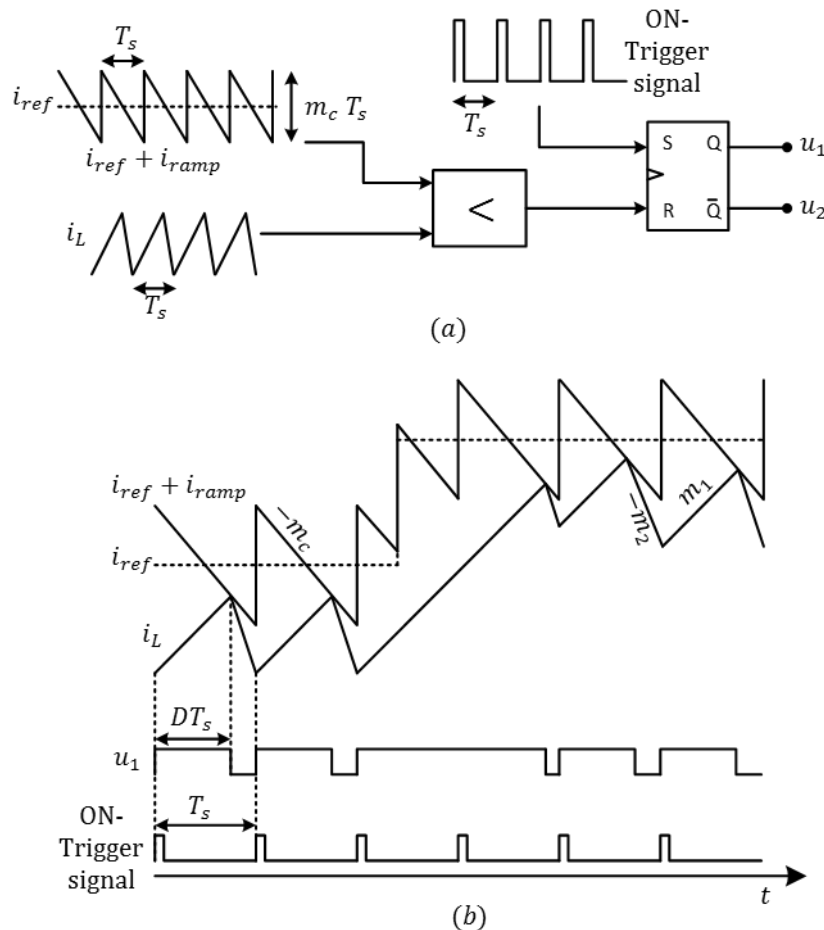 T_s
i_ref
m_c T_s
i_ref + i_ramp
i_L
T_s
ON-
Trigger
signal
T_s
<
S Q
R Q̄
u_1
u_2
(a)
i_ref + i_ramp
i_ref
i_L
−m_c
−m_2
m_1
DT_s
u_1
T_s
ON-
Trigger
signal
t
(b)